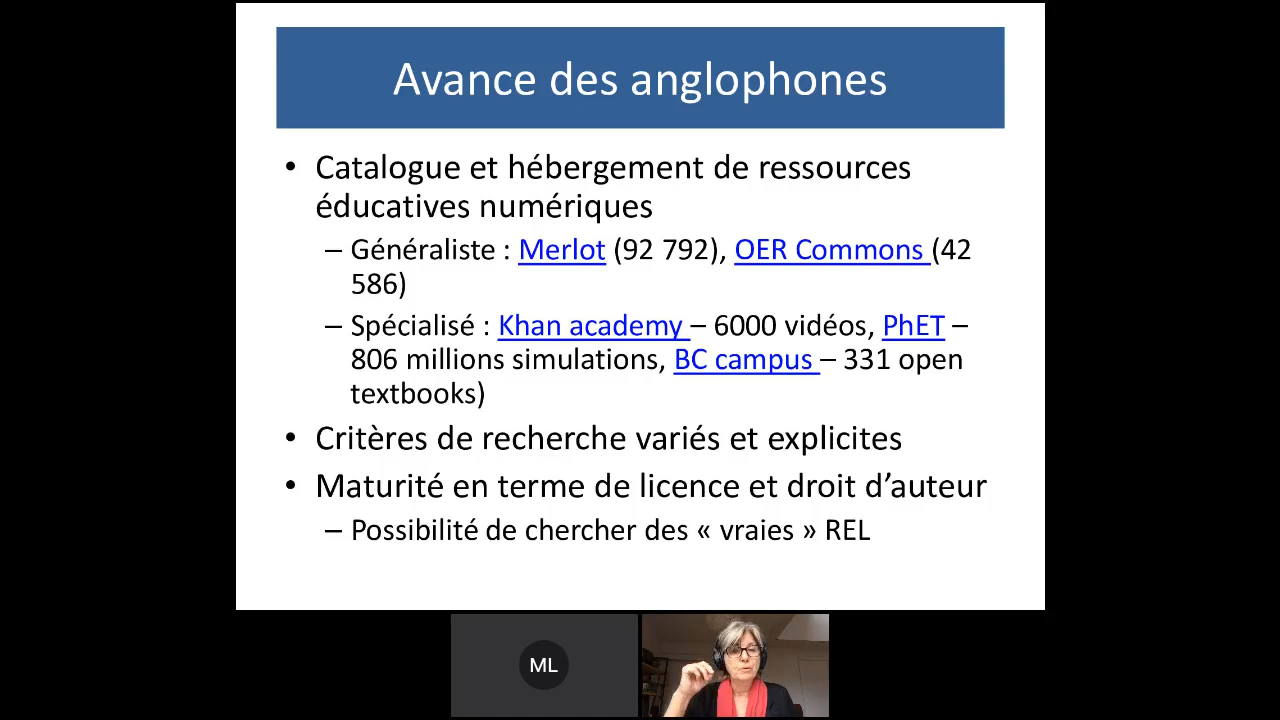 Avance des anglophones
• Catalogue et hébergement de ressources
éducatives numériques
– Généraliste : Merlot (92 792), OER Commons (42
586)
– Spécialisé : Khan academy – 6000 vidéos, PhET –
806 millions simulations, BC campus – 331 open
textbooks)
• Critères de recherche variés et explicites
• Maturité en terme de licence et droit d’auteur
– Possibilité de chercher des « vraies » REL
ML